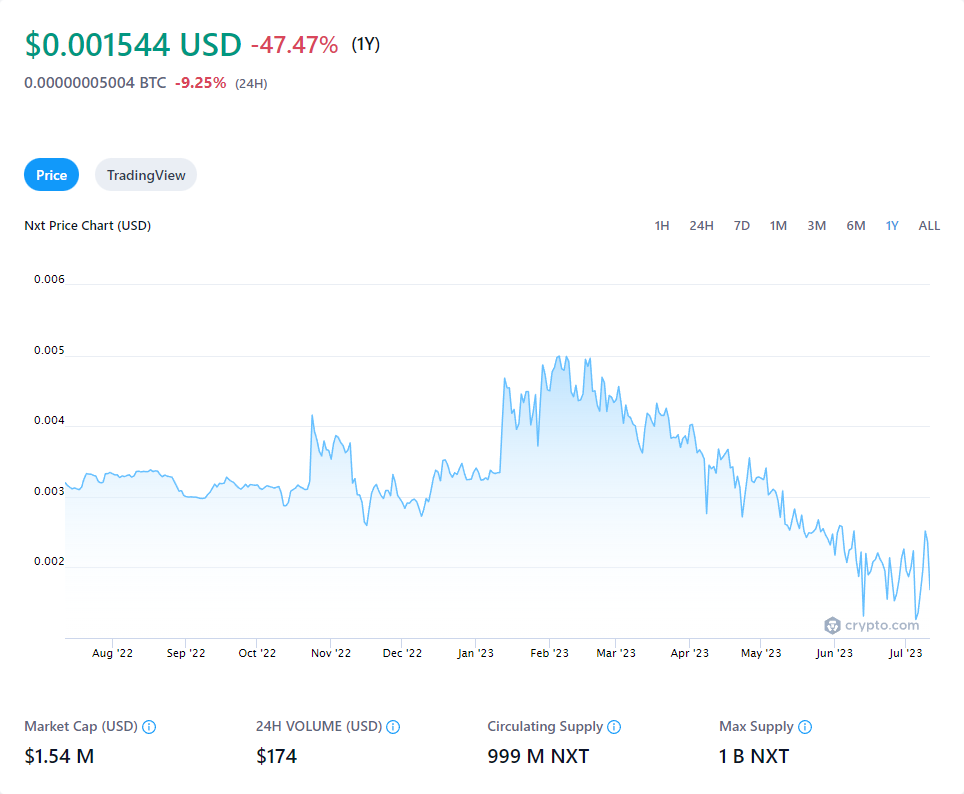 $0.001544 USD -47.47% (1Y)
0.00000005004 BTC -9.25% (24H)
Price TradingView
Nxt Price Chart (USD) 1H 24H 7D 1M 3M 6M 1Y ALL
0.006
0.005
0.004
0.003
0.002
crypto.com
Aug '22 Sep '22 Oct '22 Nov '22 Dec '22 Jan '23 Feb '23 Mar '23 Apr '23 May '23 Jun '23 Jul '23
Market Cap (USD) 24H VOLUME (USD) Circulating Supply Max Supply
$1.54 M $174 999 M NXT 1 B NXT